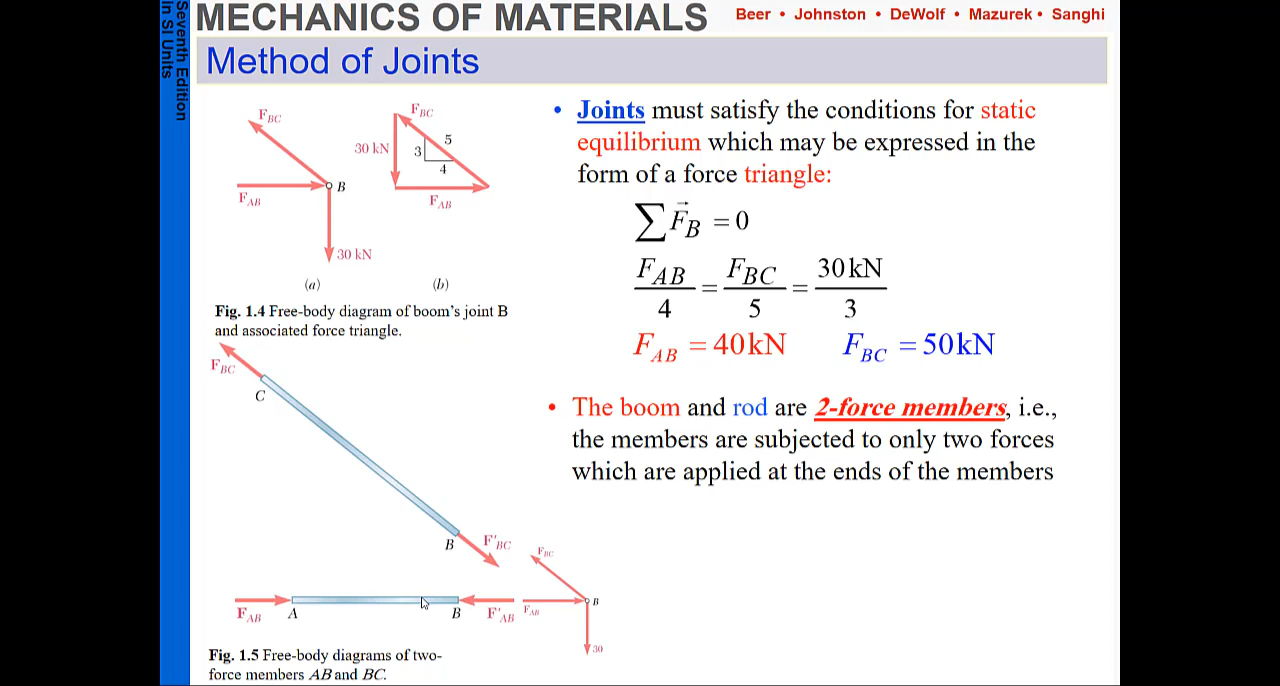 Seventh Edition
in SI Units
MECHANICS OF MATERIALS
Beer • Johnston • DeWolf • Mazurek • Sanghi
Method of Joints
F_BC
F_AB
B
30 kN
(a)
F_BC
30 kN
3
5
4
F_AB
(b)
Fig. 1.4 Free-body diagram of boom's joint B
and associated force triangle.
• Joints must satisfy the conditions for static
equilibrium which may be expressed in the
form of a force triangle:
∑ F⃗_B = 0
F_AB/4 = F_BC/5 = 30 kN/3
F_AB = 40 kN F_BC = 50 kN
• The boom and rod are 2-force members, i.e.,
the members are subjected to only two forces
which are applied at the ends of the members
F_BC
C
B
F'_BC
F_AB
A
B
F'_AB
F_BC
F_AB
B
30
Fig. 1.5 Free-body diagrams of two-
force members AB and BC.